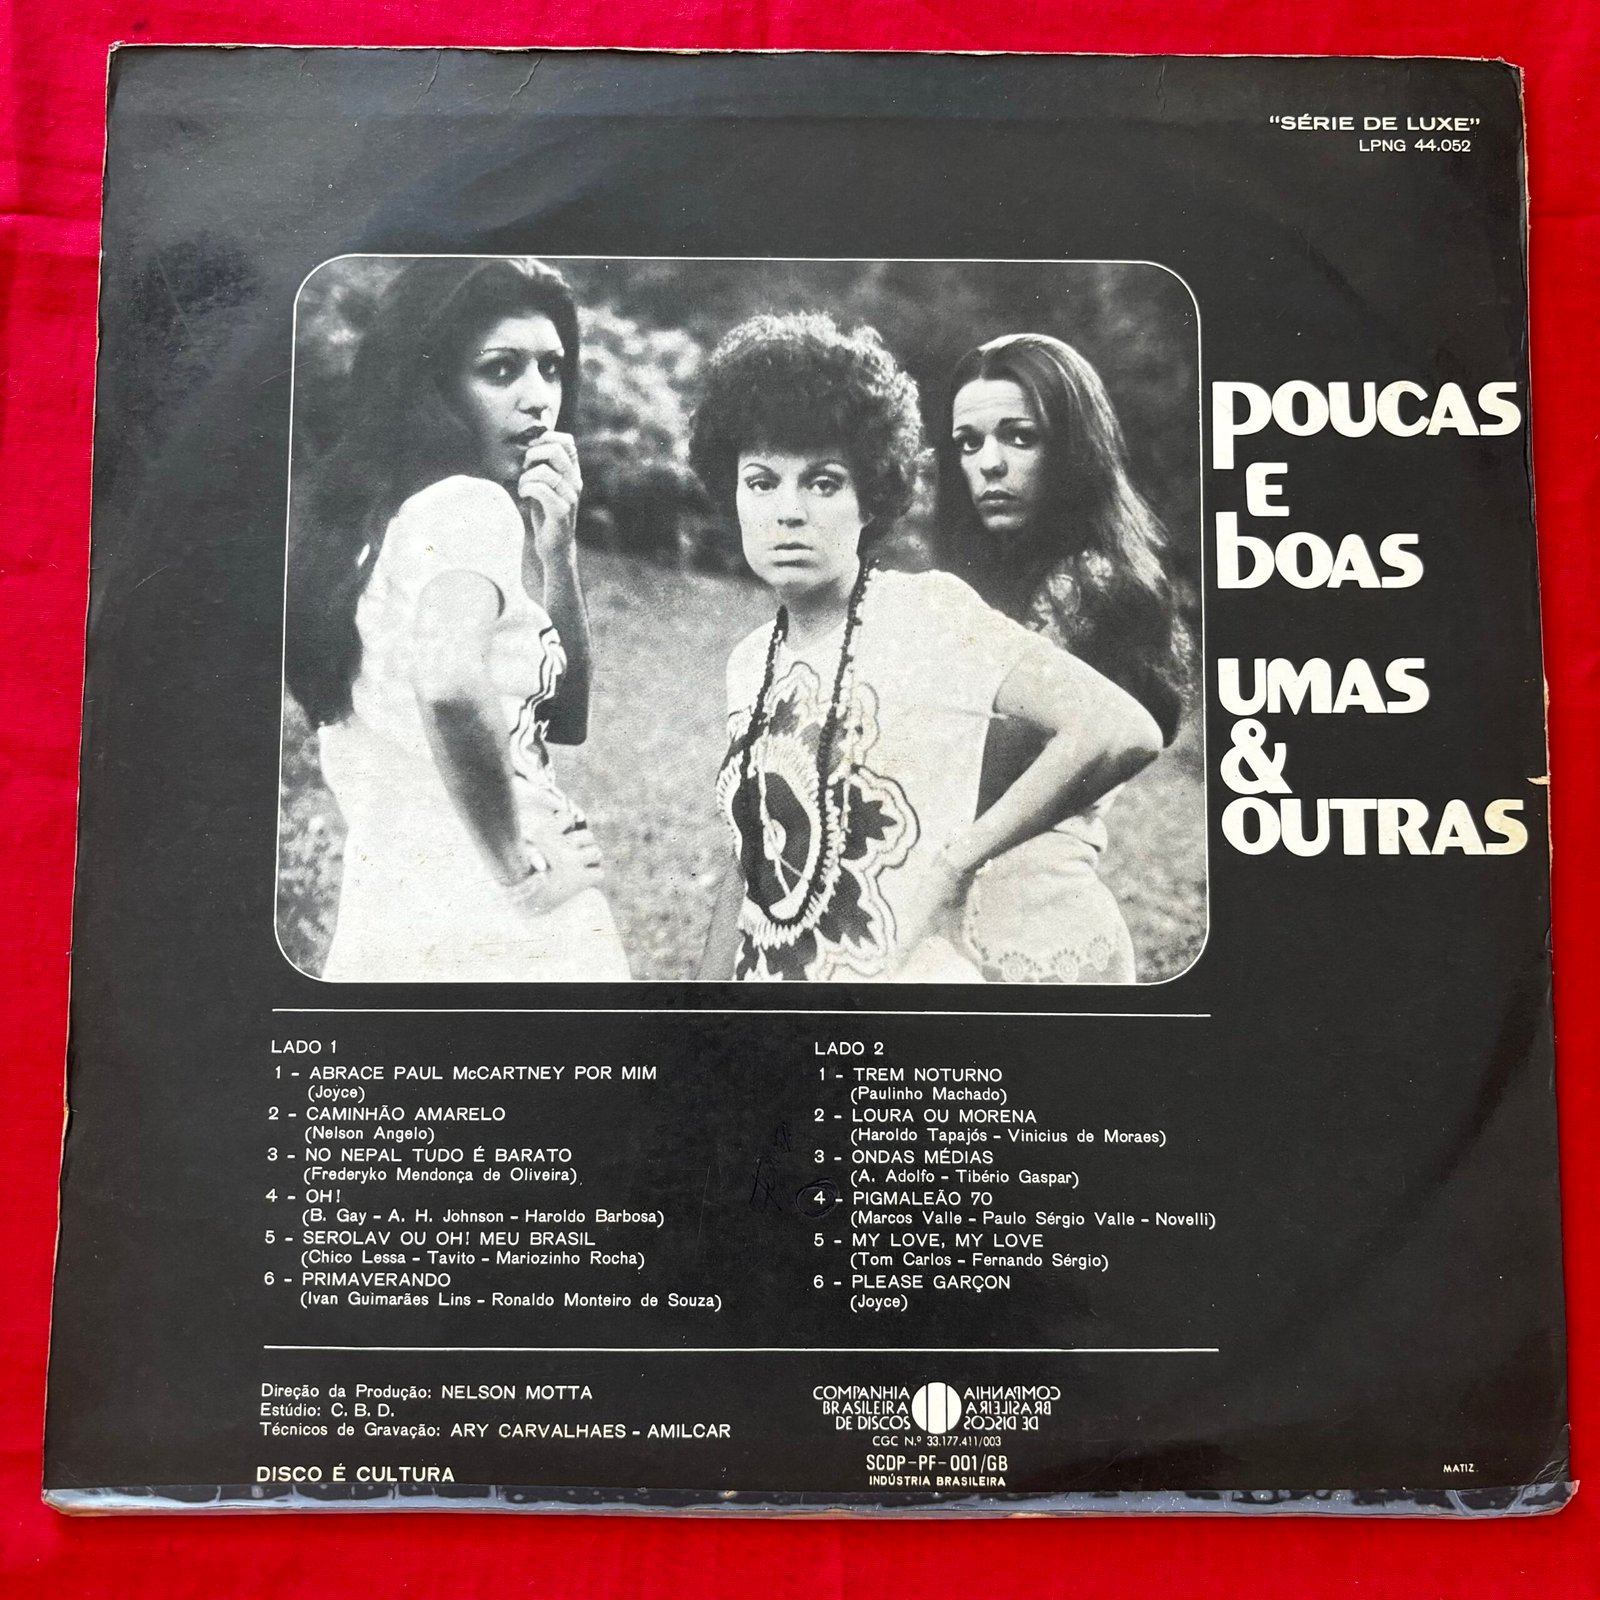 "SÉRIE DE LUXE"
LPNG 44.052
POUCAS
E
BOAS
UMAS
&
OUTRAS
LADO 1
1 - ABRACE PAUL McCARTNEY POR MIM
(Joyce)
2 - CAMINHÃO AMARELO
(Nelson Angelo)
3 - NO NEPAL TUDO É BARATO
(Frederyko Mendonça de Oliveira)
4 - OH!
(B. Gay - A. H. Johnson - Haroldo Barbosa)
5 - SEROLAV OU OH! MEU BRASIL
(Chico Lessa - Tavito - Mariozinho Rocha)
6 - PRIMAVERANDO
(Ivan Guimarães Lins - Ronaldo Monteiro de Souza)
LADO 2
1 - TREM NOTURNO
(Paulinho Machado)
2 - LOURA OU MORENA
(Haroldo Tapajós - Vinicius de Moraes)
3 - ONDAS MÉDIAS
(A. Adolfo - Tibério Gaspar)
4 - PIGMALEÃO 70
(Marcos Valle - Paulo Sérgio Valle - Novelli)
5 - MY LOVE, MY LOVE
(Tom Carlos - Fernando Sérgio)
6 - PLEASE GARÇON
(Joyce)
Direção da Produção: NELSON MOTTA
Estúdio: C. B. D.
Técnicos de Gravação: ARY CARVALHAES - AMILCAR
DISCO É CULTURA
COMPANHIA COMPANHIA
BRASILEIRA BRASILEIRA
DE DISCOS DE DISCOS
CGC N.º 33.177.411/003
SCDP-PF-001/GB
INDÚSTRIA BRASILEIRA
MATIZ